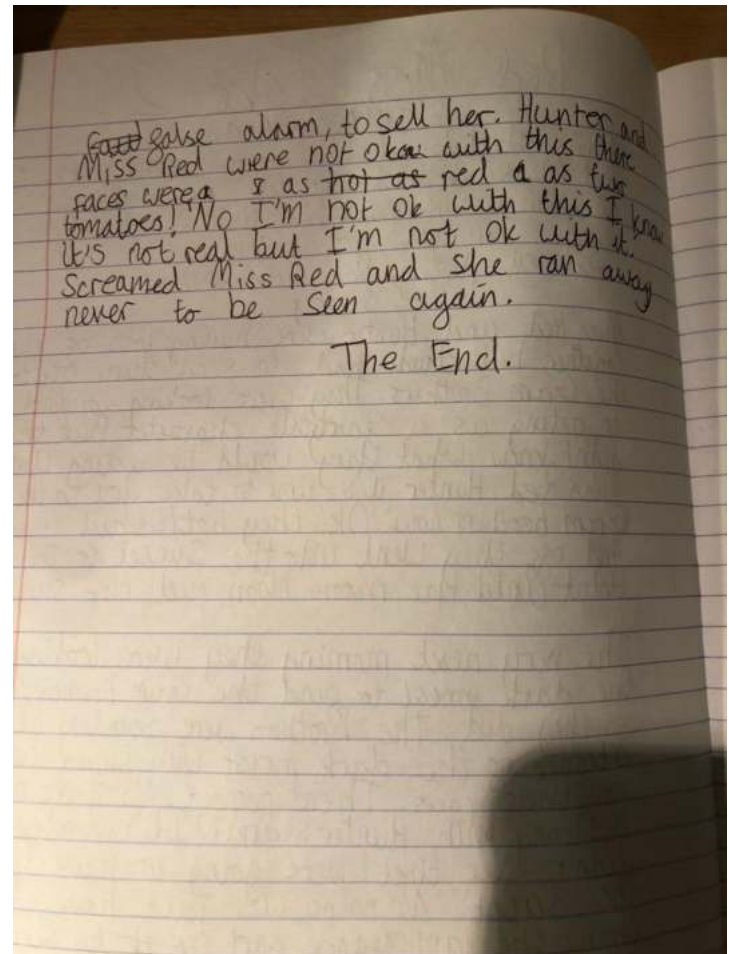 false alarm, to sell her. Hunter and
Miss Red were not okay with this there
faces were as red as two
tomatoes! "No I'm not ok with this I know
it's not real but I'm not ok with it.
Screamed Miss Red and she ran away
never to be seen again.
The End.